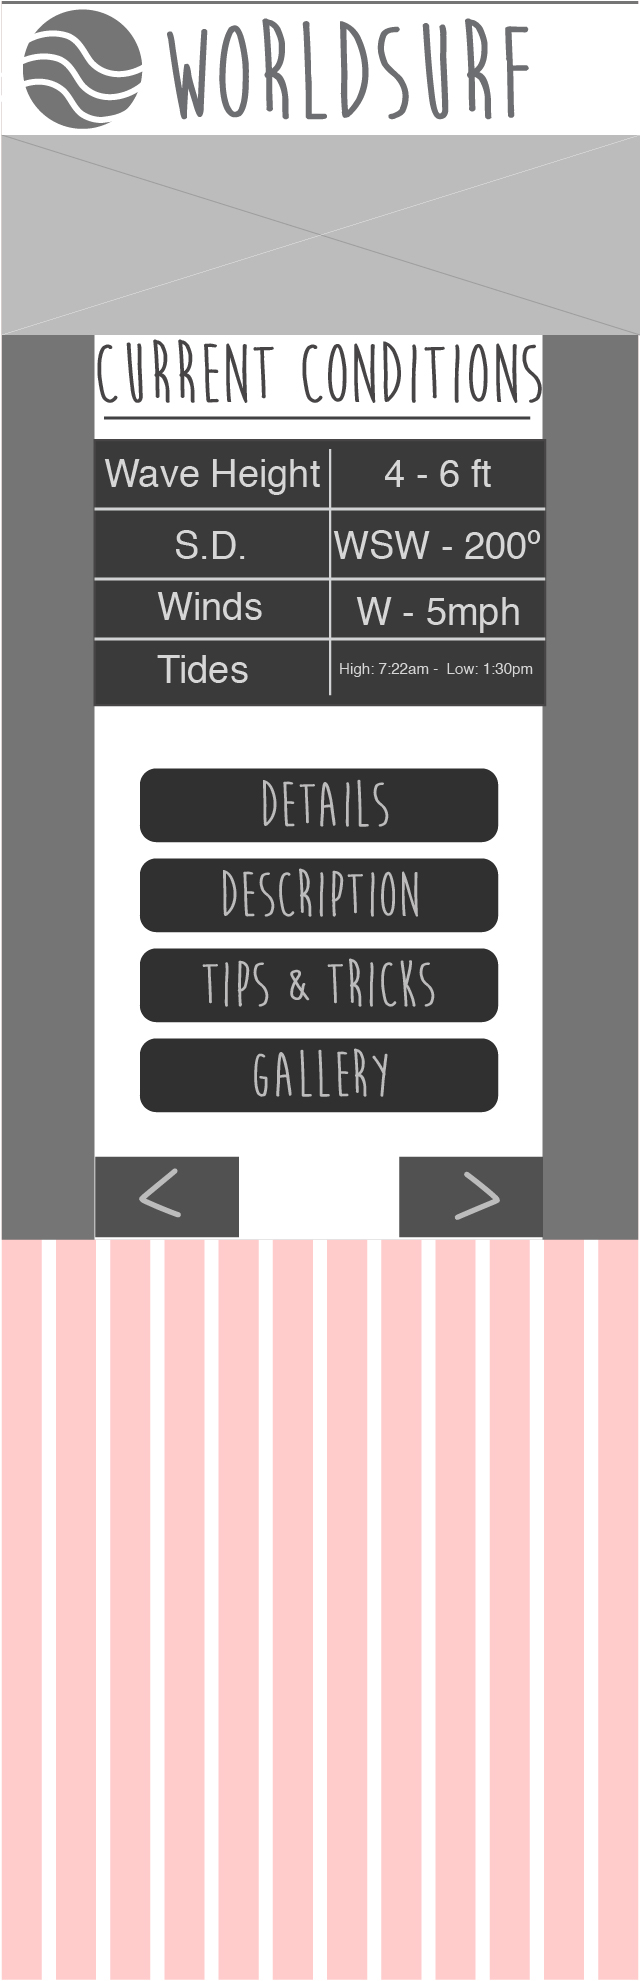 WORLDSURF
CURRENT CONDITIONS
Wave Height 4 - 6 ft
S.D. WSW - 200º
Winds W - 5mph
Tides High: 7:22am - Low: 1:30pm
DETAILS
DESCRIPTION
TIPS & TRICKS
GALLERY
< >